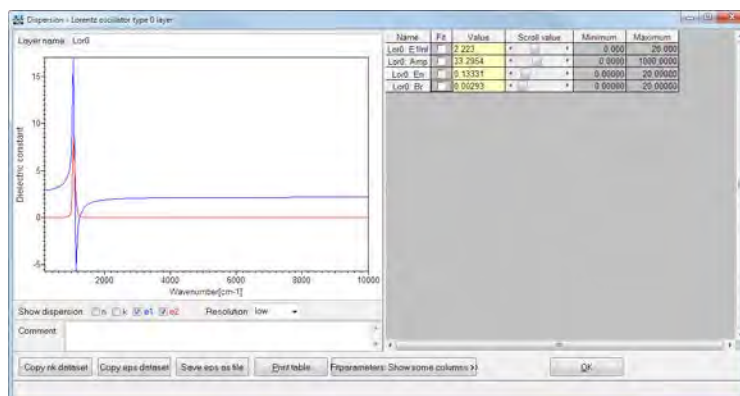 Dispersion - Lorentz oscillator type 0 layer
Layer name: Lor0
Name Fit Value Scroll value Minimum Maximum
Lor0: E1Inf 2.223 0.000 20.000
Lor0: Amp 33.2954 0.0000 1000.0000
Lor0: En 0.13331 0.00000 20.00000
Lor0: Br 0.00293 0.00000 20.00000
Dielectric constant
15
10
5
0
-5
2000 4000 6000 8000 10000
Wavenumber[cm-1]
Show dispersion: n k e1 e2 Resolution: low
Comment:
Copy nk dataset Copy eps dataset Save eps as file Print table Fitparameters: Show some columns >> OK